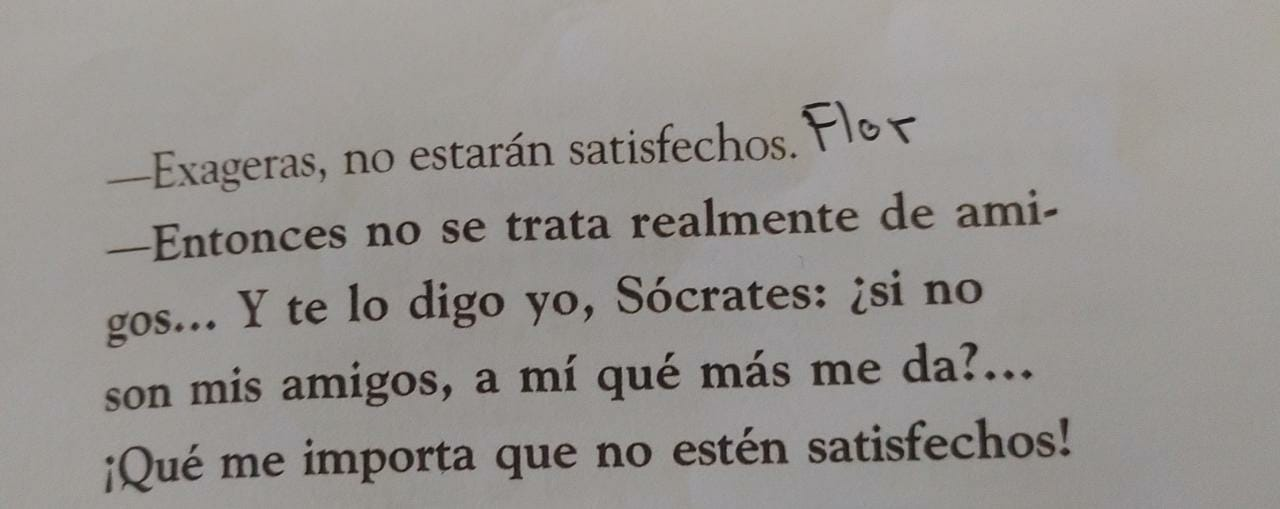 —Exageras, no estarán satisfechos. Flor
—Entonces no se trata realmente de ami-
gos... Y te lo digo yo, Sócrates: ¿si no
son mis amigos, a mí qué más me da?...
¡Qué me importa que no estén satisfechos!